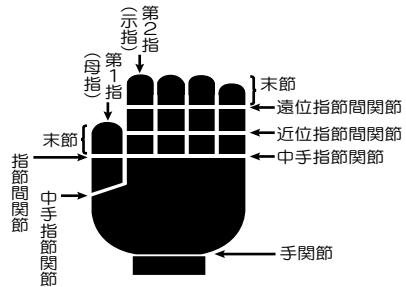 第2指
（示指）
第1指
（母指）
末節
末節
遠位指節間関節
近位指節間関節
中手指節関節
指節間関節
中手指節関節
手関節